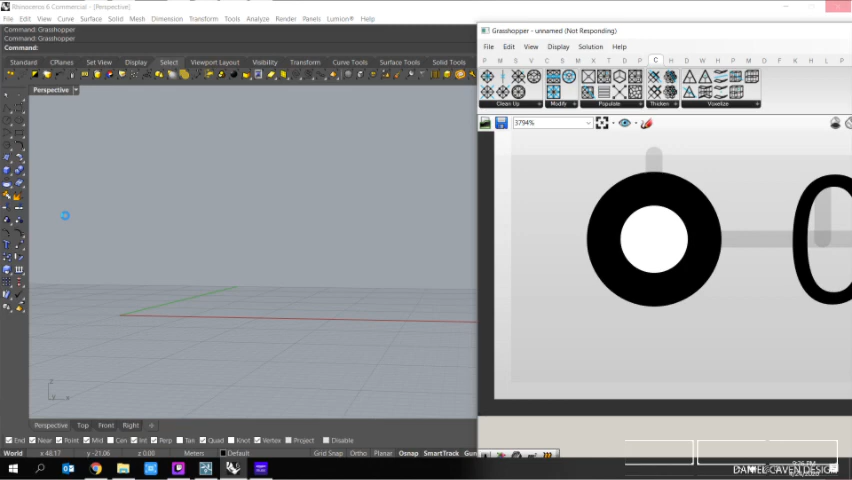 Rhinoceros 6 Commercial - [Perspective]
File Edit View Curve Surface Solid Mesh Dimension Transform Tools Analyze Render Panels Lumion® Help
Command: Grasshopper
Command: Grasshopper
Command:
Standard CPlanes Set View Display Select Viewport Layout Visibility Transform Curve Tools Surface Tools Solid Tools
Perspective
Grasshopper - unnamed (Not Responding)
File Edit View Display Solution Help
P M S V C S M I T D C K L H E M K A H S U N R L P
Clean Up Modify Populate Thicken Voxelize
3794%
0
Perspective Top Front Right
End Near Point Mid Cen Int Perp Tan Quad Knot Vertex Project Disable
World x 48.17 y -21.06 z 0.00 Meters Default Grid Snap Ortho Planar Osnap SmartTrack Gum
DANIEL CAVEN DESIGN